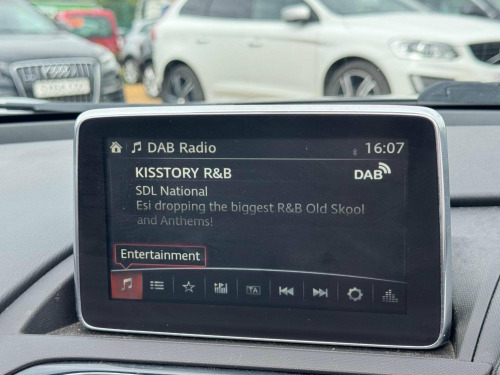 DAB Radio
16:07
KISSTORY R&B
DAB
SDL National
Esi dropping the biggest R&B Old Skool
and Anthems!
Entertainment
TA